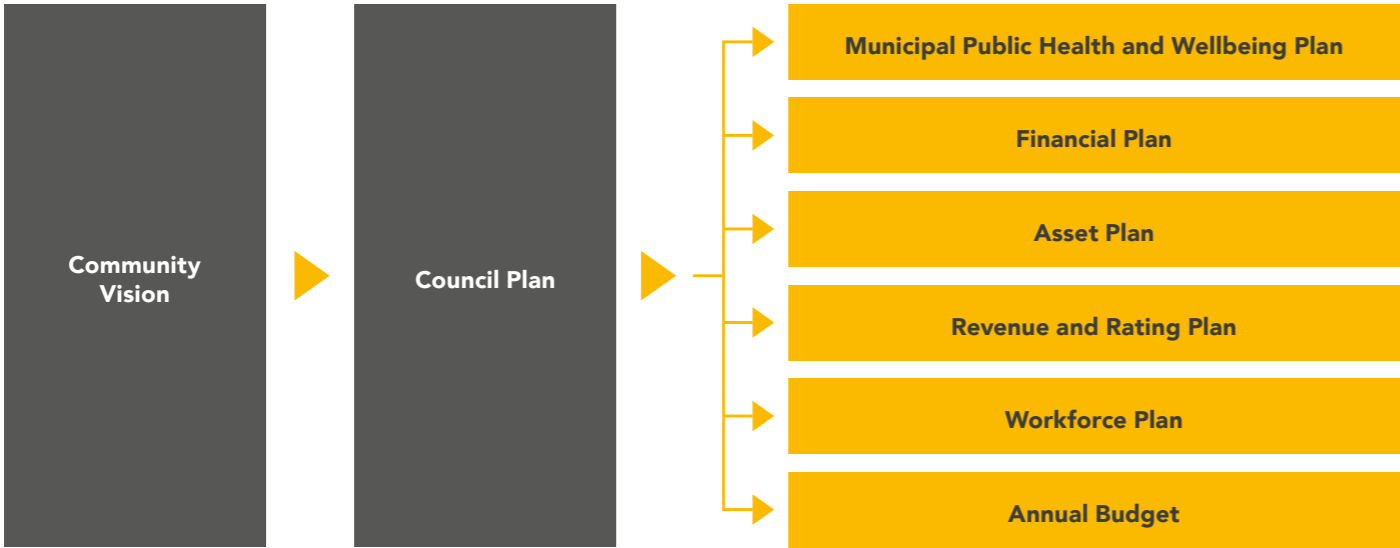 Community
Vision
Council Plan
Municipal Public Health and Wellbeing Plan
Financial Plan
Asset Plan
Revenue and Rating Plan
Workforce Plan
Annual Budget